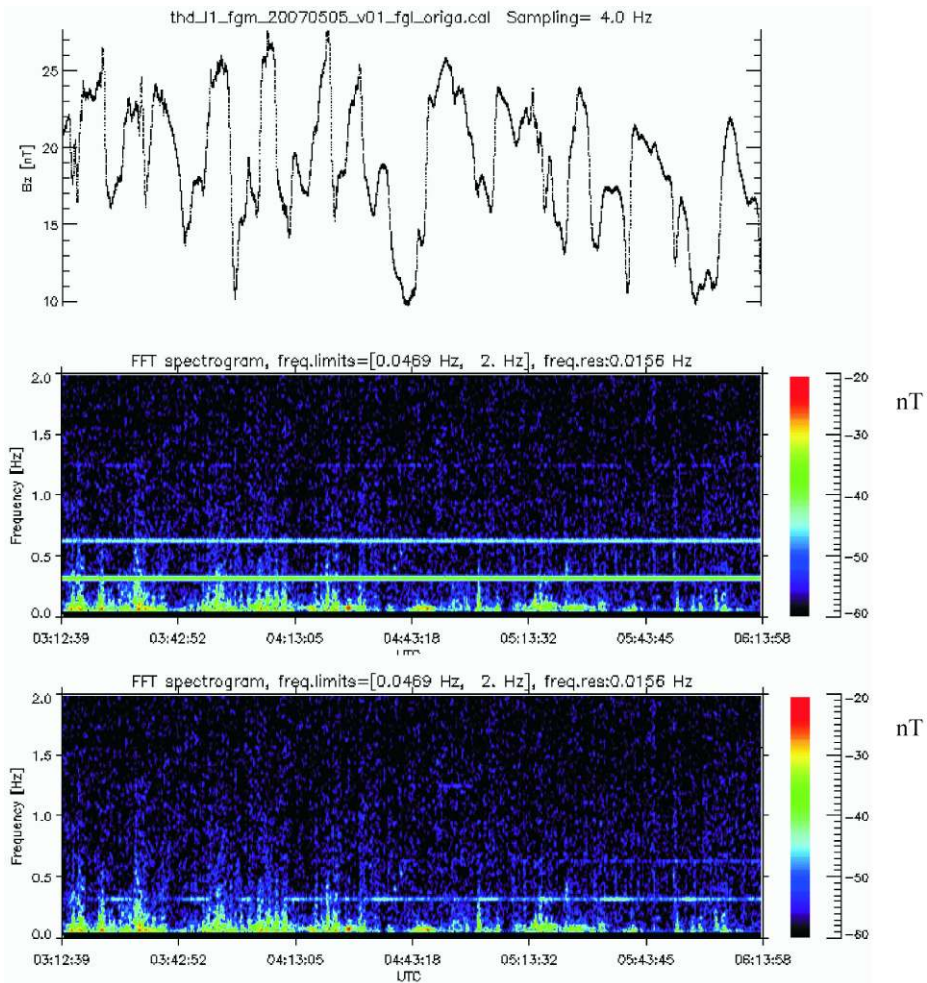 thd_l1_fgm_20070505_v01_fgl_origa.cal Sampling= 4.0 Hz
25
20
15
10
Bz [nT]
FFT spectrogram, freq.limits=[0.0469 Hz, 2. Hz], freq.res:0.0156 Hz
2.0
1.5
1.0
0.5
0.0
Frequency [Hz]
-20
-30
-40
-50
-60
nT
03:12:39 03:42:52 04:13:05 04:43:18 05:13:32 05:43:45 06:13:58
UTC
FFT spectrogram, freq.limits=[0.0469 Hz, 2. Hz], freq.res:0.0156 Hz
2.0
1.5
1.0
0.5
0.0
Frequency [Hz]
-20
-30
-40
-50
-60
nT
03:12:39 03:42:52 04:13:05 04:43:18 05:13:32 05:43:45 06:13:58
UTC